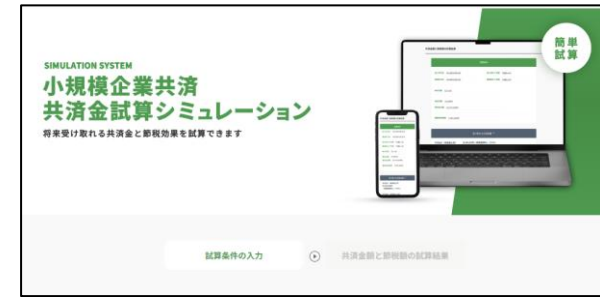 SIMULATION SYSTEM
小規模企業共済
共済金試算シミュレーション
将来受け取れる共済金と節税効果を試算できます
簡単
試算
試算条件の入力
共済金額と節税額の試算結果